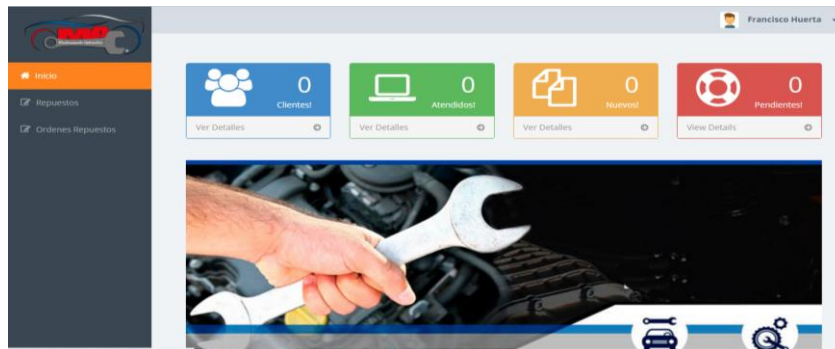 Francisco Huerta
Inicio
Repuestos
Ordenes Repuestos
0
Clientes!
Ver Detalles
0
Atendidos!
Ver Detalles
0
Nuevos!
Ver Detalles
0
Pendientes!
View Details